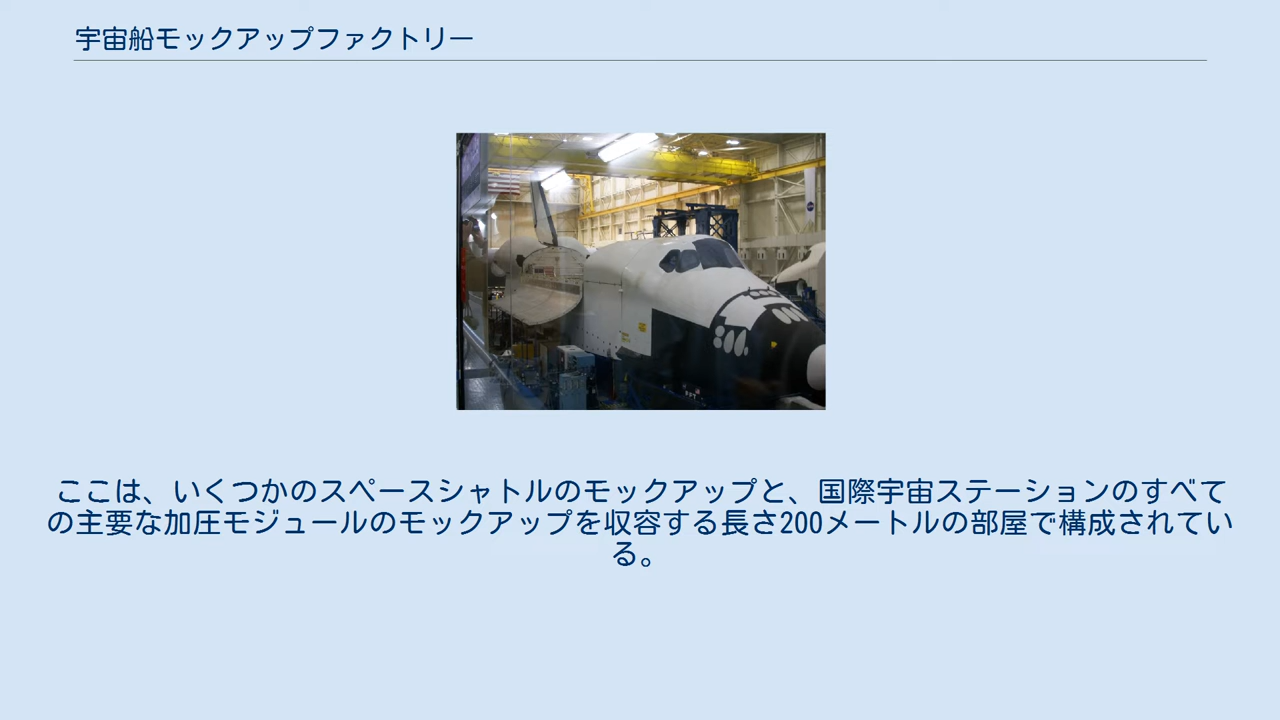 宇宙船モックアップファクトリー
ここは、いくつかのスペースシャトルのモックアップと、国際宇宙ステーションのすべて
の主要な加圧モジュールのモックアップを収容する長さ200メートルの部屋で構成されてい
る。